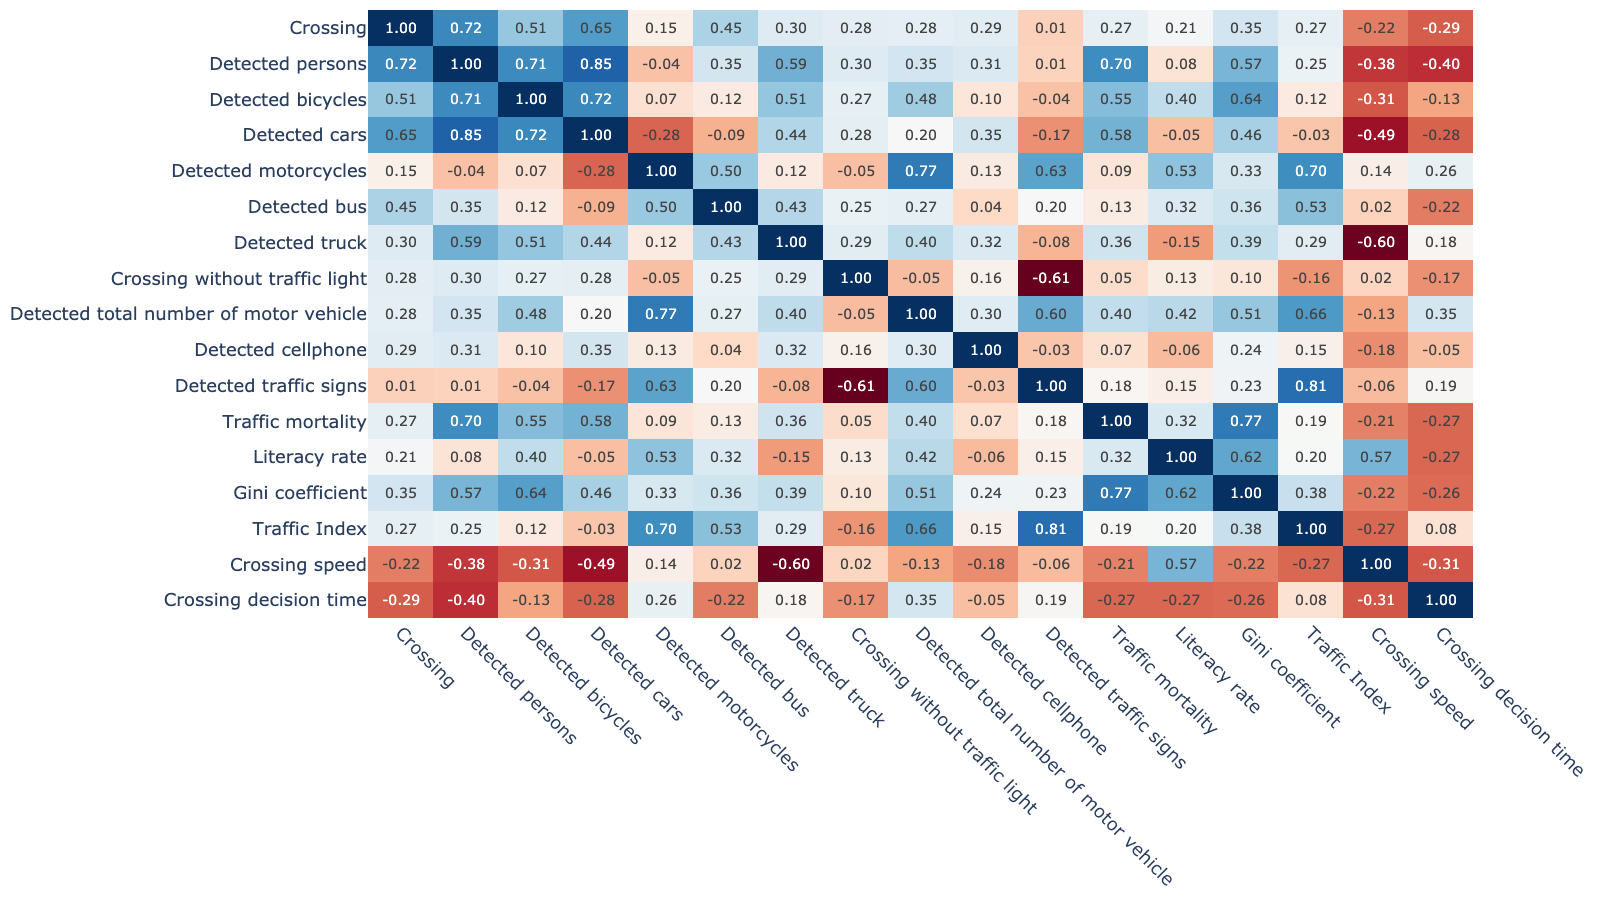 Crossing 1.00 0.72 0.51 0.65 0.15 0.45 0.30 0.28 0.28 0.29 0.01 0.27 0.21 0.35 0.27 -0.22 -0.29
Detected persons 0.72 1.00 0.71 0.85 -0.04 0.35 0.59 0.30 0.35 0.31 0.01 0.70 0.08 0.57 0.25 -0.38 -0.40
Detected bicycles 0.51 0.71 1.00 0.72 0.07 0.12 0.51 0.27 0.48 0.10 -0.04 0.55 0.40 0.64 0.12 -0.31 -0.13
Detected cars 0.65 0.85 0.72 1.00 -0.28 -0.09 0.44 0.28 0.20 0.35 -0.17 0.58 -0.05 0.46 -0.03 -0.49 -0.28
Detected motorcycles 0.15 -0.04 0.07 -0.28 1.00 0.50 0.12 -0.05 0.77 0.13 0.63 0.09 0.53 0.33 0.70 0.14 0.26
Detected bus 0.45 0.35 0.12 -0.09 0.50 1.00 0.43 0.25 0.27 0.04 0.20 0.13 0.32 0.36 0.53 0.02 -0.22
Detected truck 0.30 0.59 0.51 0.44 0.12 0.43 1.00 0.29 0.40 0.32 -0.08 0.36 -0.15 0.39 0.29 -0.60 0.18
Crossing without traffic light 0.28 0.30 0.27 0.28 -0.05 0.25 0.29 1.00 -0.05 0.16 -0.61 0.05 0.13 0.10 -0.16 0.02 -0.17
Detected total number of motor vehicle 0.28 0.35 0.48 0.20 0.77 0.27 0.40 -0.05 1.00 0.30 0.60 0.40 0.42 0.51 0.66 -0.13 0.35
Detected cellphone 0.29 0.31 0.10 0.35 0.13 0.04 0.32 0.16 0.30 1.00 -0.03 0.07 -0.06 0.24 0.15 -0.18 -0.05
Detected traffic signs 0.01 0.01 -0.04 -0.17 0.63 0.20 -0.08 -0.61 0.60 -0.03 1.00 0.18 0.15 0.23 0.81 -0.06 0.19
Traffic mortality 0.27 0.70 0.55 0.58 0.09 0.13 0.36 0.05 0.40 0.07 0.18 1.00 0.32 0.77 0.19 -0.21 -0.27
Literacy rate 0.21 0.08 0.40 -0.05 0.53 0.32 -0.15 0.13 0.42 -0.06 0.15 0.32 1.00 0.62 0.20 0.57 -0.27
Gini coefficient 0.35 0.57 0.64 0.46 0.33 0.36 0.39 0.10 0.51 0.24 0.23 0.77 0.62 1.00 0.38 -0.22 -0.26
Traffic Index 0.27 0.25 0.12 -0.03 0.70 0.53 0.29 -0.16 0.66 0.15 0.81 0.19 0.20 0.38 1.00 -0.27 0.08
Crossing speed -0.22 -0.38 -0.31 -0.49 0.14 0.02 -0.60 0.02 -0.13 -0.18 -0.06 -0.21 0.57 -0.22 -0.27 1.00 -0.31
Crossing decision time -0.29 -0.40 -0.13 -0.28 0.26 -0.22 0.18 -0.17 0.35 -0.05 0.19 -0.27 -0.27 -0.26 0.08 -0.31 1.00
Crossing
Detected persons
Detected bicycles
Detected cars
Detected motorcycles
Detected bus
Detected truck
Crossing without traffic light
Detected total number of motor vehicle
Detected cellphone
Detected traffic signs
Traffic mortality
Literacy rate
Gini coefficient
Traffic Index
Crossing speed
Crossing decision time